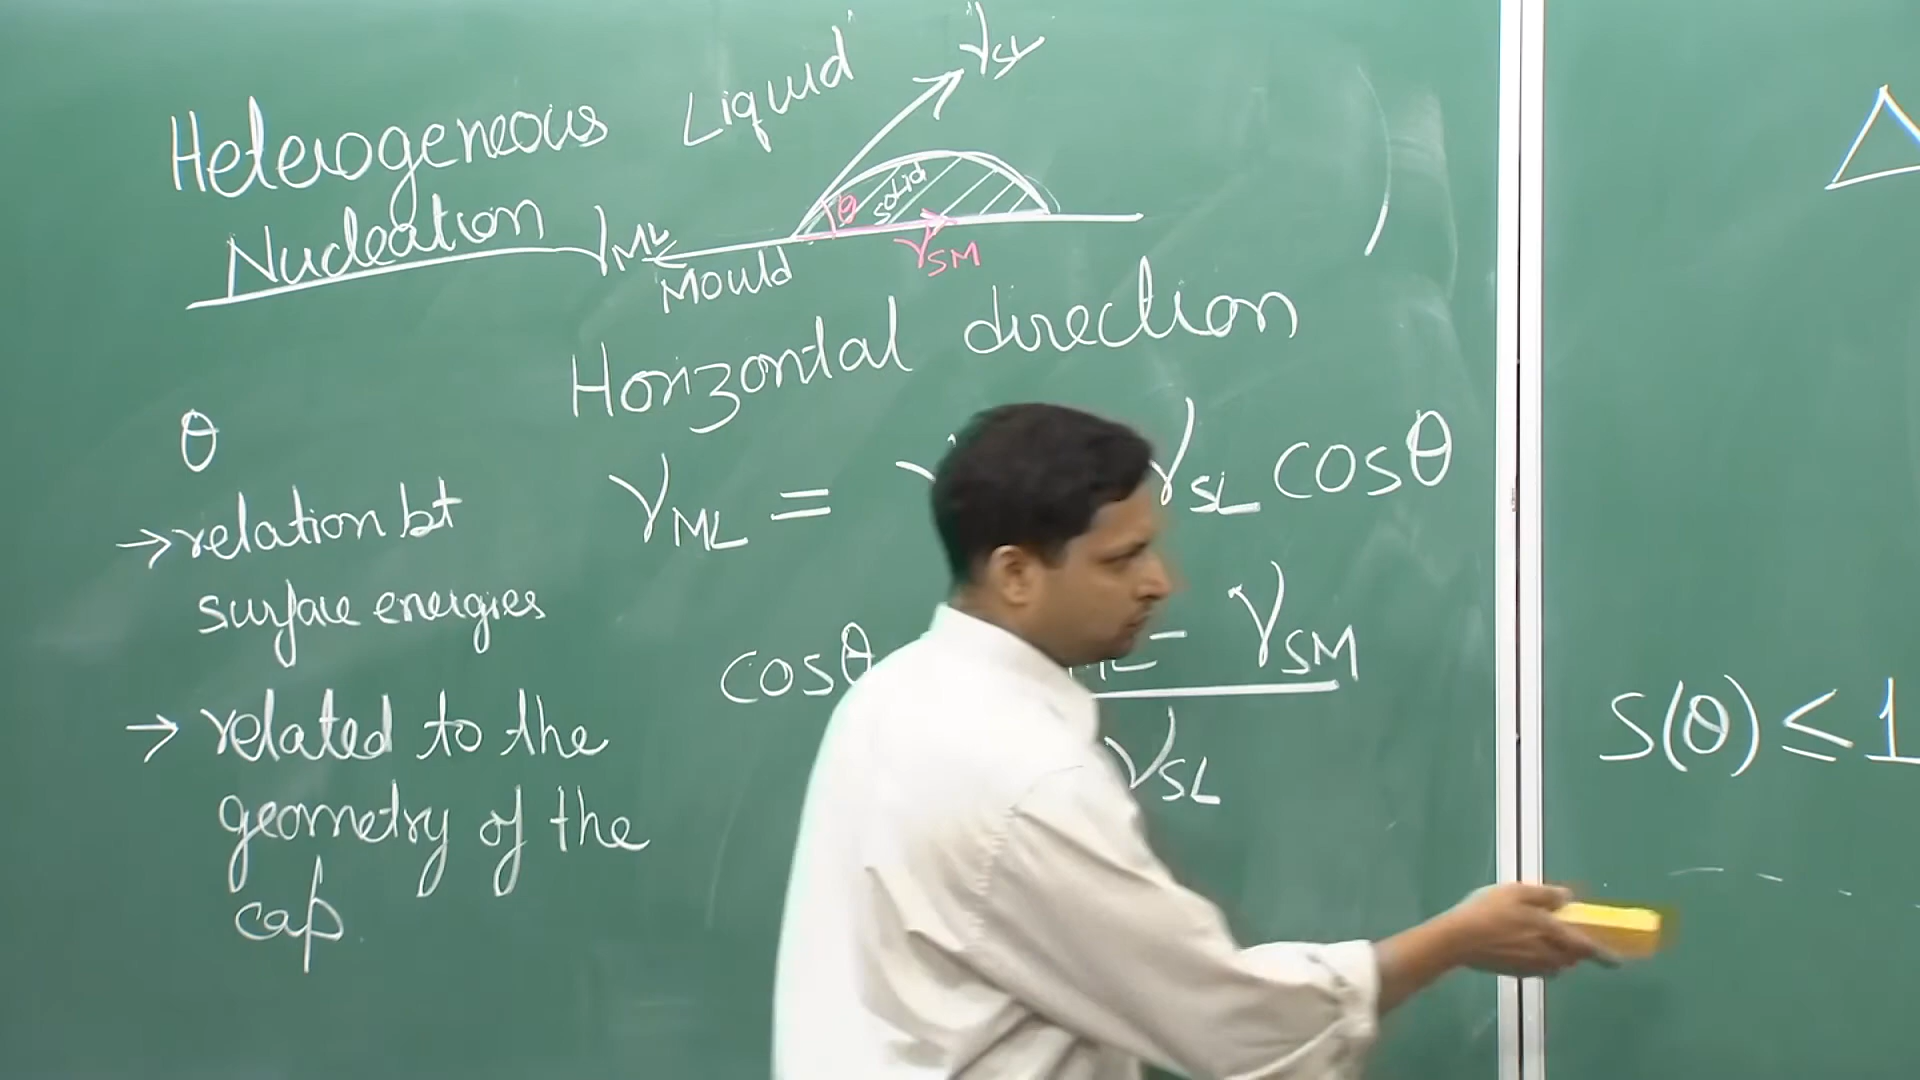 Heterogeneous
Nucleation
Liquid
γSL
θ
solid
γML
γSM
Mould
Horizontal direction
γML =
γSL cosθ
θ
→ relation bt
surface energies
cosθ
- γSM
γSL
→ related to the
geometry of the
cap
Δ
S(θ) ≤ 1